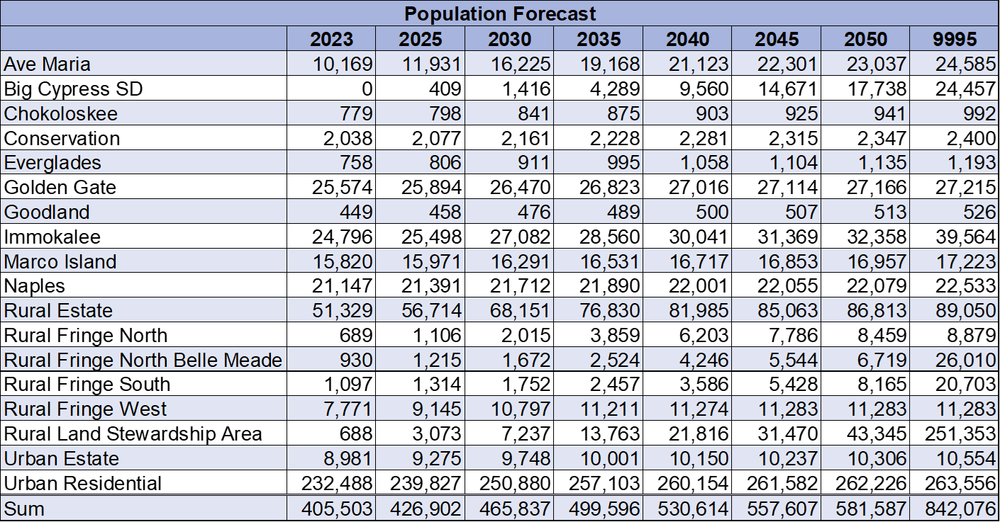 Population Forecast
2023 2025 2030 2035 2040 2045 2050 9995
Ave Maria 10,169 11,931 16,225 19,168 21,123 22,301 23,037 24,585
Big Cypress SD 0 409 1,416 4,289 9,560 14,671 17,738 24,457
Chokoloskee 779 798 841 875 903 925 941 992
Conservation 2,038 2,077 2,161 2,228 2,281 2,315 2,347 2,400
Everglades 758 806 911 995 1,058 1,104 1,135 1,193
Golden Gate 25,574 25,894 26,470 26,823 27,016 27,114 27,166 27,215
Goodland 449 458 476 489 500 507 513 526
Immokalee 24,796 25,498 27,082 28,560 30,041 31,369 32,358 39,564
Marco Island 15,820 15,971 16,291 16,531 16,717 16,853 16,957 17,223
Naples 21,147 21,391 21,712 21,890 22,001 22,055 22,079 22,533
Rural Estate 51,329 56,714 68,151 76,830 81,985 85,063 86,813 89,050
Rural Fringe North 689 1,106 2,015 3,859 6,203 7,786 8,459 8,879
Rural Fringe North Belle Meade 930 1,215 1,672 2,524 4,246 5,544 6,719 26,010
Rural Fringe South 1,097 1,314 1,752 2,457 3,586 5,428 8,165 20,703
Rural Fringe West 7,771 9,145 10,797 11,211 11,274 11,283 11,283 11,283
Rural Land Stewardship Area 688 3,073 7,237 13,763 21,816 31,470 43,345 251,353
Urban Estate 8,981 9,275 9,748 10,001 10,150 10,237 10,306 10,554
Urban Residential 232,488 239,827 250,880 257,103 260,154 261,582 262,226 263,556
Sum 405,503 426,902 465,837 499,596 530,614 557,607 581,587 842,076